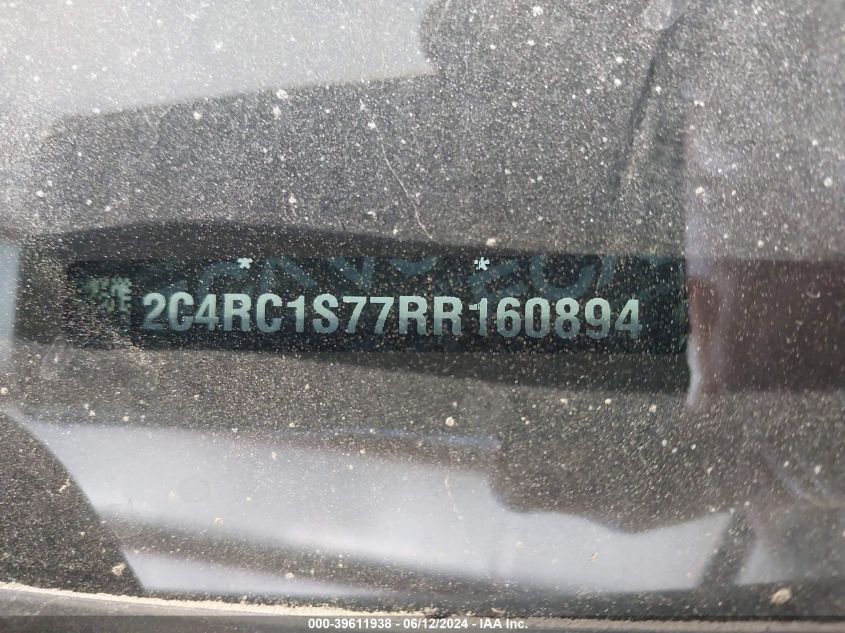 * *
2C4RC1S77RR160894
000-39611938 - 06/12/2024 - IAA Inc.